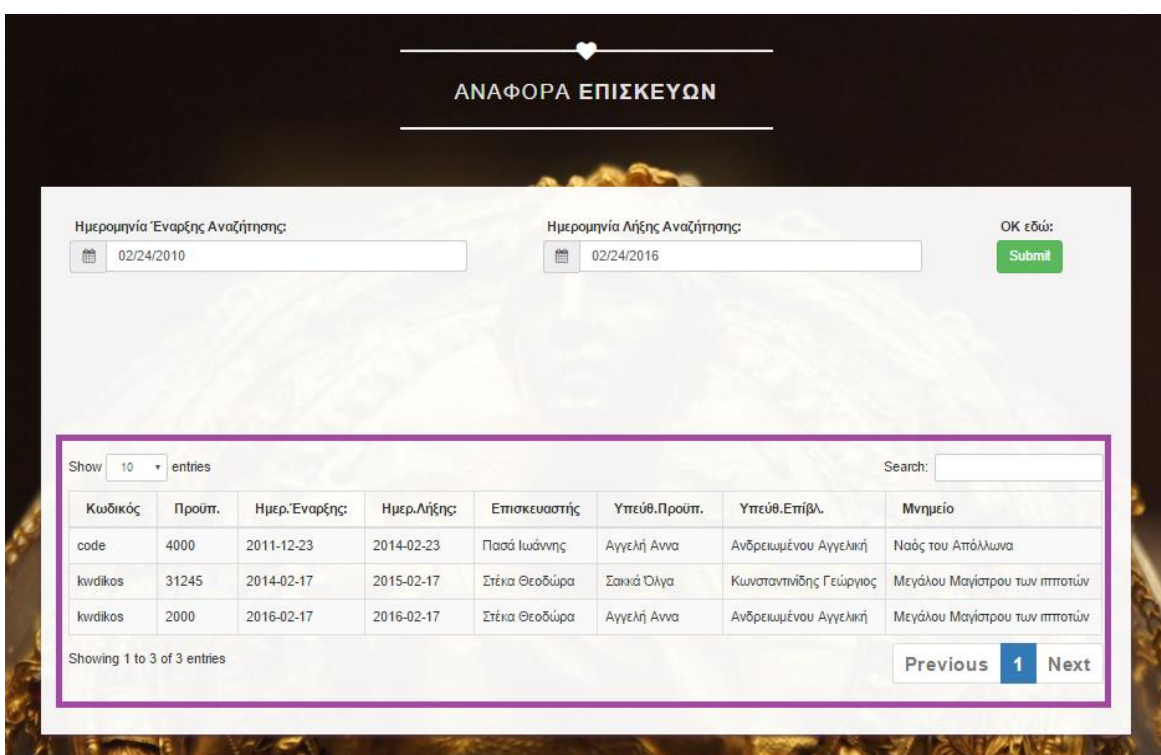 ΑΝΑΦΟΡΑ ΕΠΙΣΚΕΥΩΝ
Ημερομηνία Έναρξης Αναζήτησης: Ημερομηνία Λήξης Αναζήτησης: ΟΚ εδώ:
02/24/2010 02/24/2016 Submit
Show 10 entries Search:
Κωδικός Προϋπ. Ημερ.Έναρξης: Ημερ.Λήξης: Επισκευαστής Υπεύθ.Προϋπ. Υπεύθ.Επίβλ. Μνημείο
code 4000 2011-12-23 2014-02-23 Πασά Ιωάννης Αγγελή Αννα Ανδρειωμένου Αγγελική Ναός του Απόλλωνα
kwdikos 31245 2014-02-17 2015-02-17 Στέκα Θεοδώρα Σακκά Όλγα Κωνσταντινίδης Γεώργιος Μεγάλου Μαγίστρου των ιπποτών
kwdikos 2000 2016-02-17 2016-02-17 Στέκα Θεοδώρα Αγγελή Αννα Ανδρειωμένου Αγγελική Μεγάλου Μαγίστρου των ιπποτών
Showing 1 to 3 of 3 entries Previous 1 Next